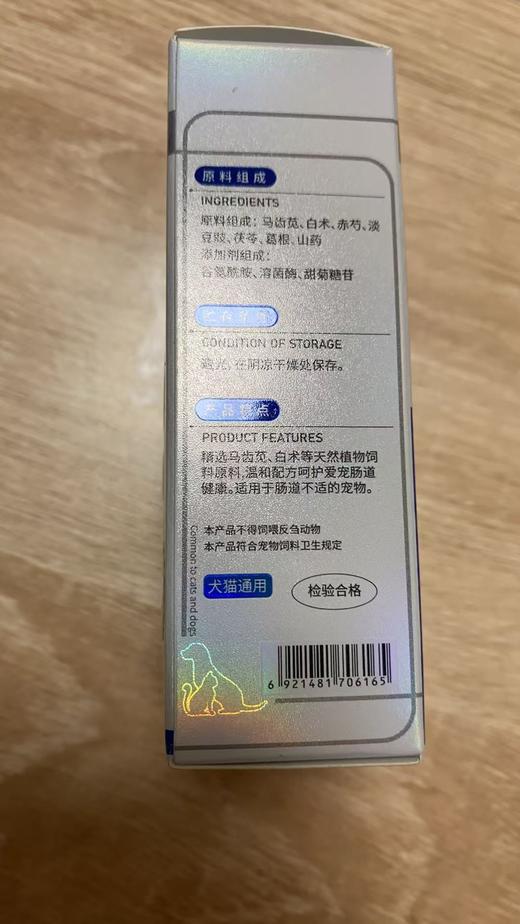 原料组成
INGREDIENTS
原料组成：马齿苋、白术、赤芍、淡
豆豉、茯苓、葛根、山药
添加剂组成：
谷氨酰胺、溶菌酶、甜菊糖苷
CONDITION OF STORAGE
遮光，在阴凉干燥处保存。
产品特点
PRODUCT FEATURES
精选马齿苋、白术等天然植物饲
料原料,温和配方呵护爱宠肠道
健康。适用于肠道不适的宠物。
本产品不得饲喂反刍动物
本产品符合宠物饲料卫生规定
犬猫通用
检验合格
Common to cats and dogs
6 921481 706165